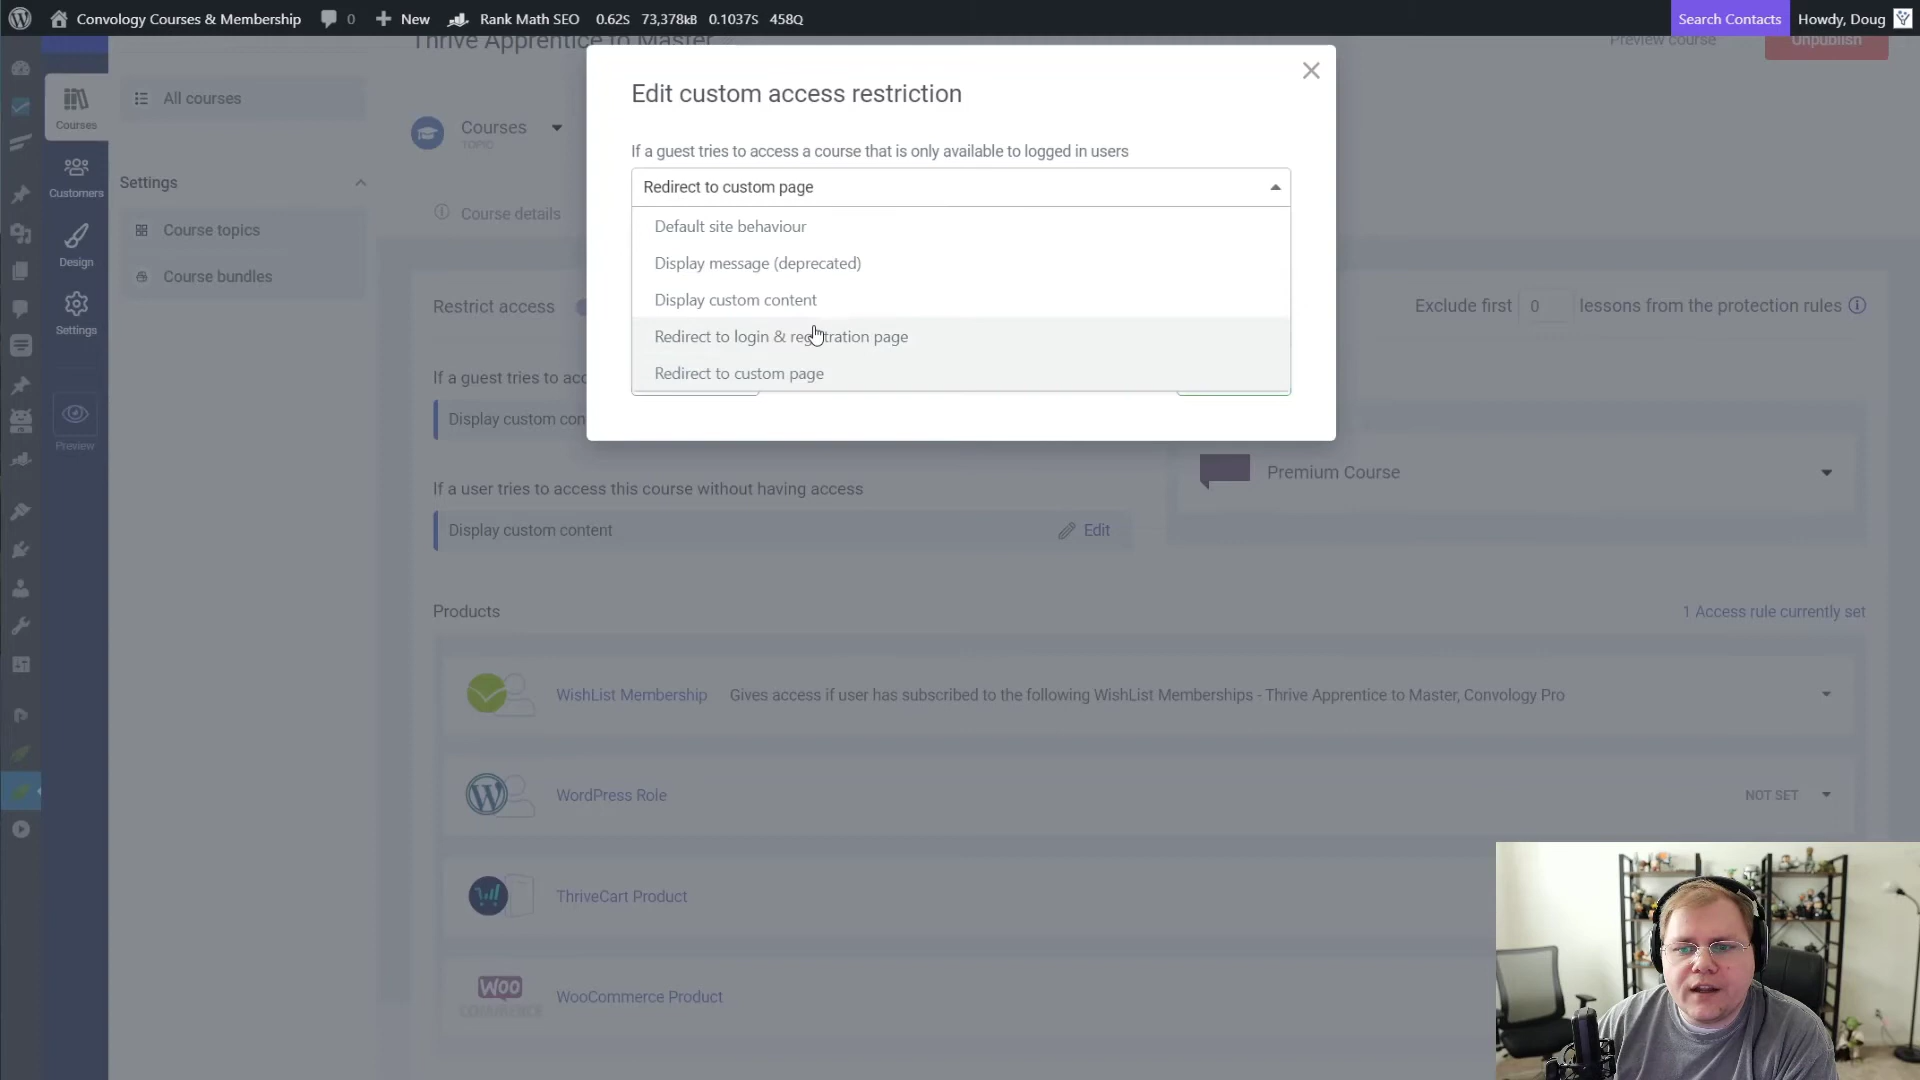 Convology Courses & Membership 0 New Rank Math SEO 0.62S 73,378kB 0.1037S 458Q Search Contacts Howdy, Doug
Thrive Apprentice to Master Preview course Unpublish
Edit custom access restriction
Courses
All courses
Courses
TOPIC
If a guest tries to access a course that is only available to logged in users
Redirect to custom page
Default site behaviour
Display message (deprecated)
Display custom content
Redirect to login & registration page
Redirect to custom page
Customers
Settings
Course details
Course topics
Design
Course bundles
Settings
Restrict access
Exclude first 0 lessons from the protection rules
If a guest tries to acc
Display custom con
Preview
Premium Course
If a user tries to access this course without having access
Display custom content Edit
Products 1 Access rule currently set
WishList Membership Gives access if user has subscribed to the following WishList Memberships - Thrive Apprentice to Master, Convology Pro
WordPress Role NOT SET
ThriveCart Product
WOO
COMMERCE
WooCommerce Product